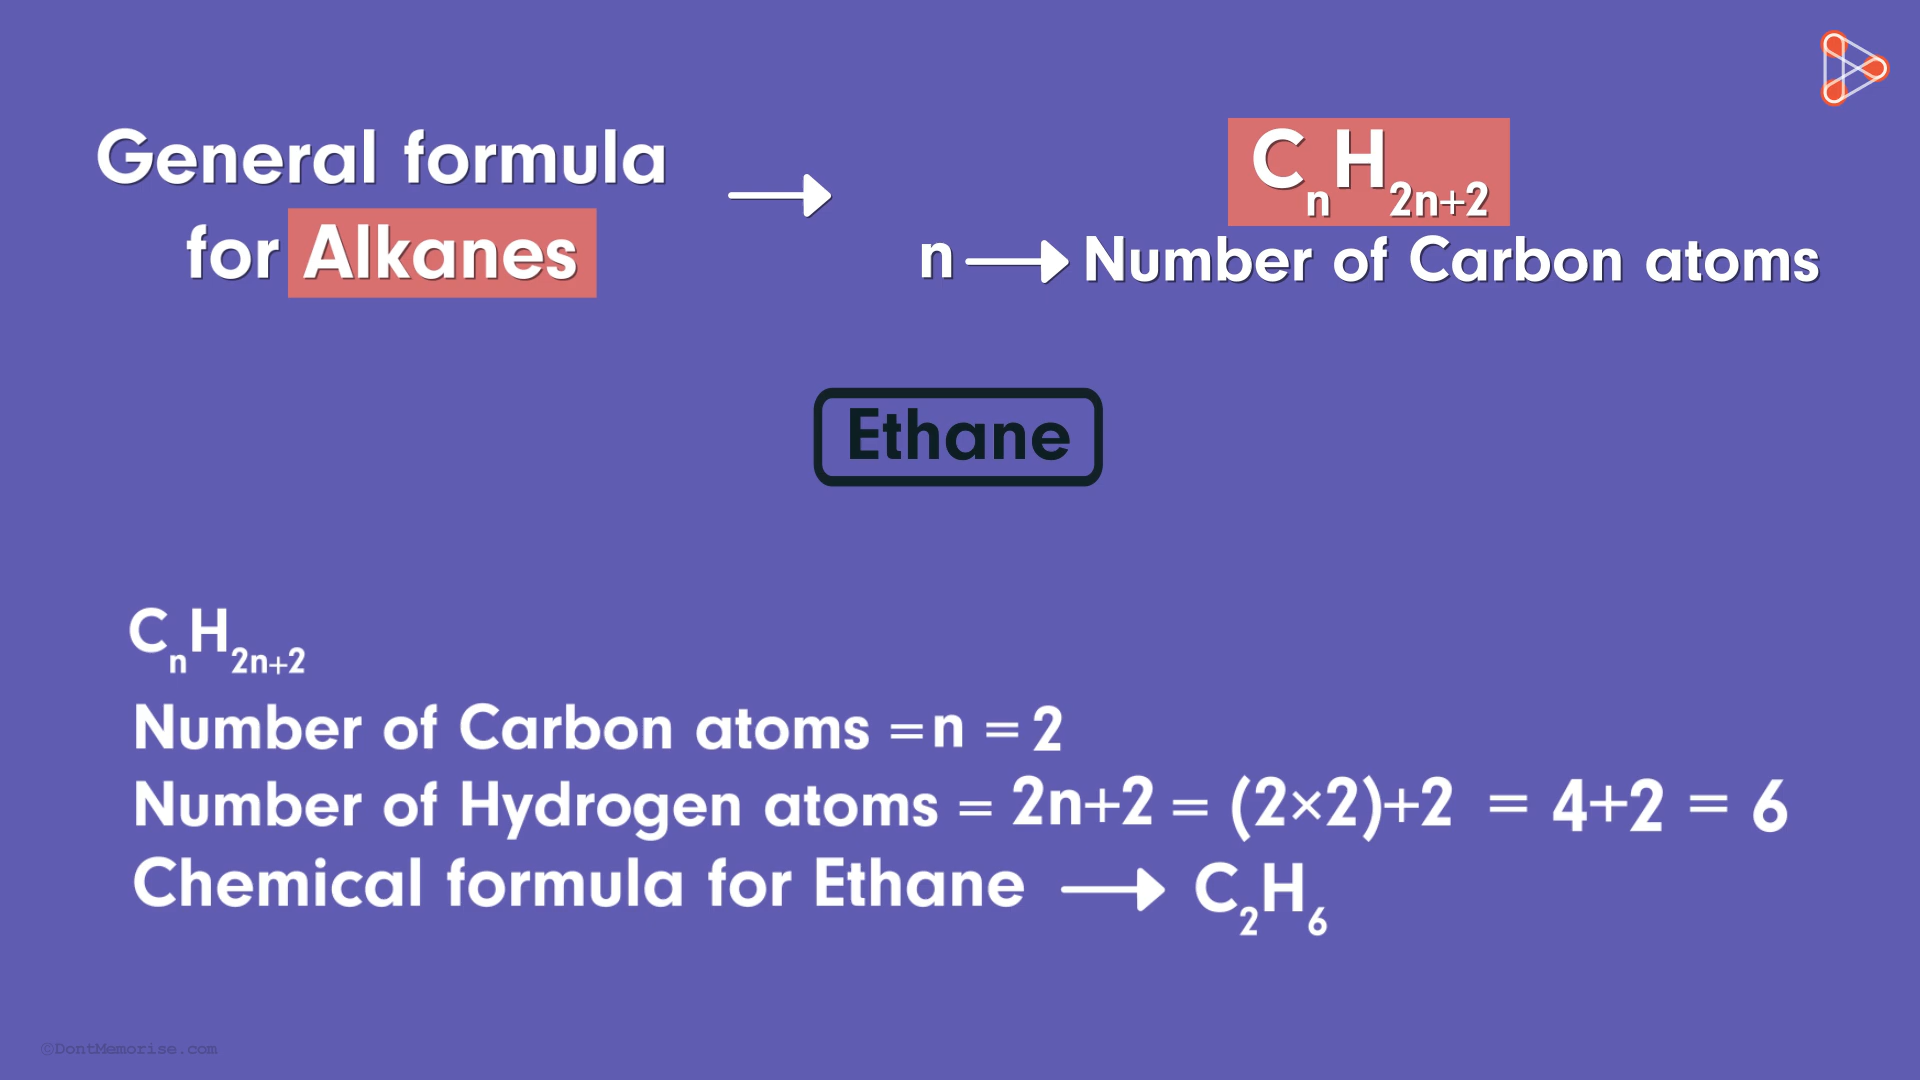 General formula
for Alkanes
→
CₙH₂ₙ₊₂
n → Number of Carbon atoms
Ethane
CₙH₂ₙ₊₂
Number of Carbon atoms = n = 2
Number of Hydrogen atoms = 2n+2 = (2×2)+2 = 4+2 = 6
Chemical formula for Ethane → C₂H₆
©DontMemorise.com